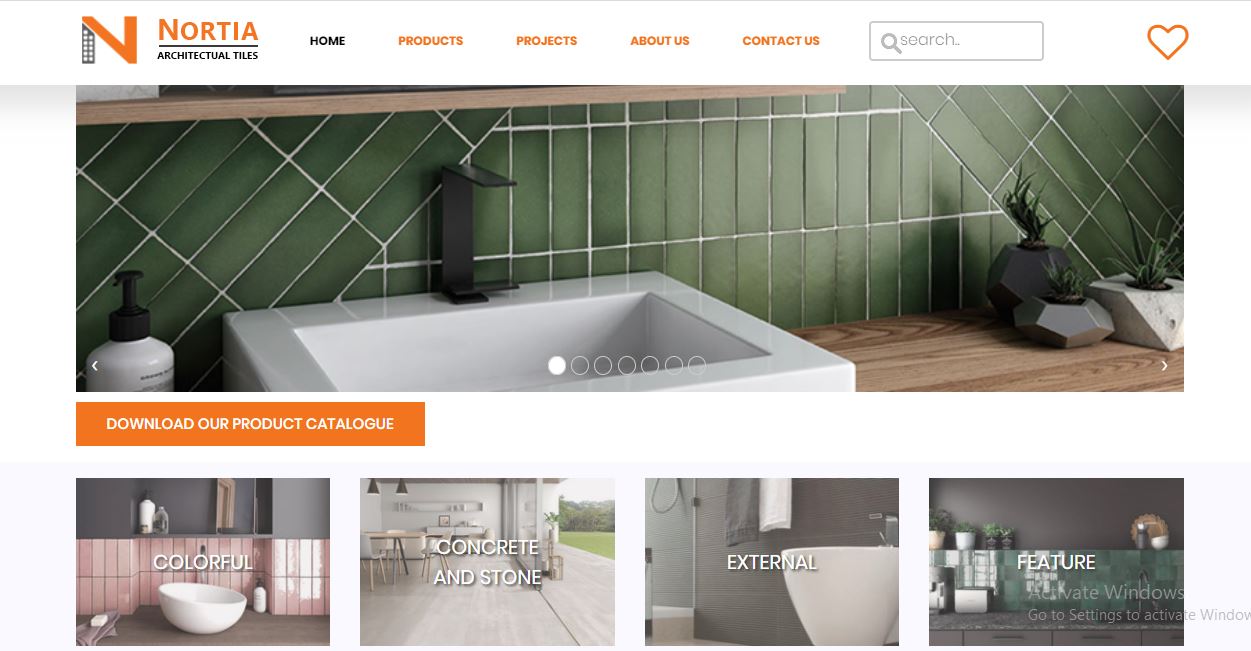 NORTIA
ARCHITECTUAL TILES
HOME
PRODUCTS
PROJECTS
ABOUT US
CONTACT US
search..
DOWNLOAD OUR PRODUCT CATALOGUE
COLORFUL
CONCRETE
AND STONE
EXTERNAL
FEATURE
Activate Windows
Go to Settings to activate Window